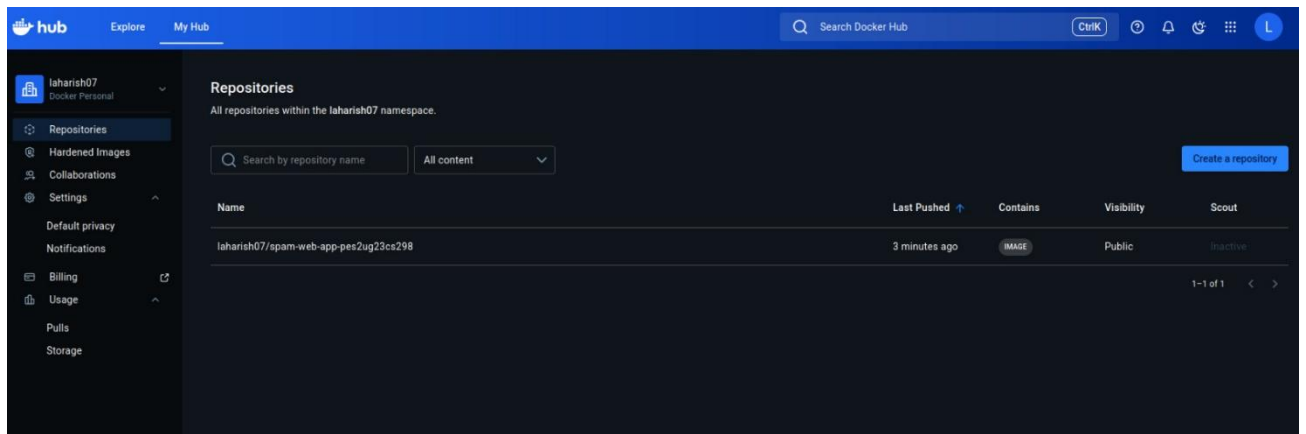 hub Explore My Hub Search Docker Hub CtrlK L
laharish07
Docker Personal
Repositories
Hardened Images
Collaborations
Settings
Default privacy
Notifications
Billing
Usage
Pulls
Storage
Repositories
All repositories within the laharish07 namespace.
Search by repository name All content Create a repository
Name Last Pushed Contains Visibility Scout
laharish07/spam-web-app-pes2ug23cs298 3 minutes ago IMAGE Public Inactive
1-1 of 1